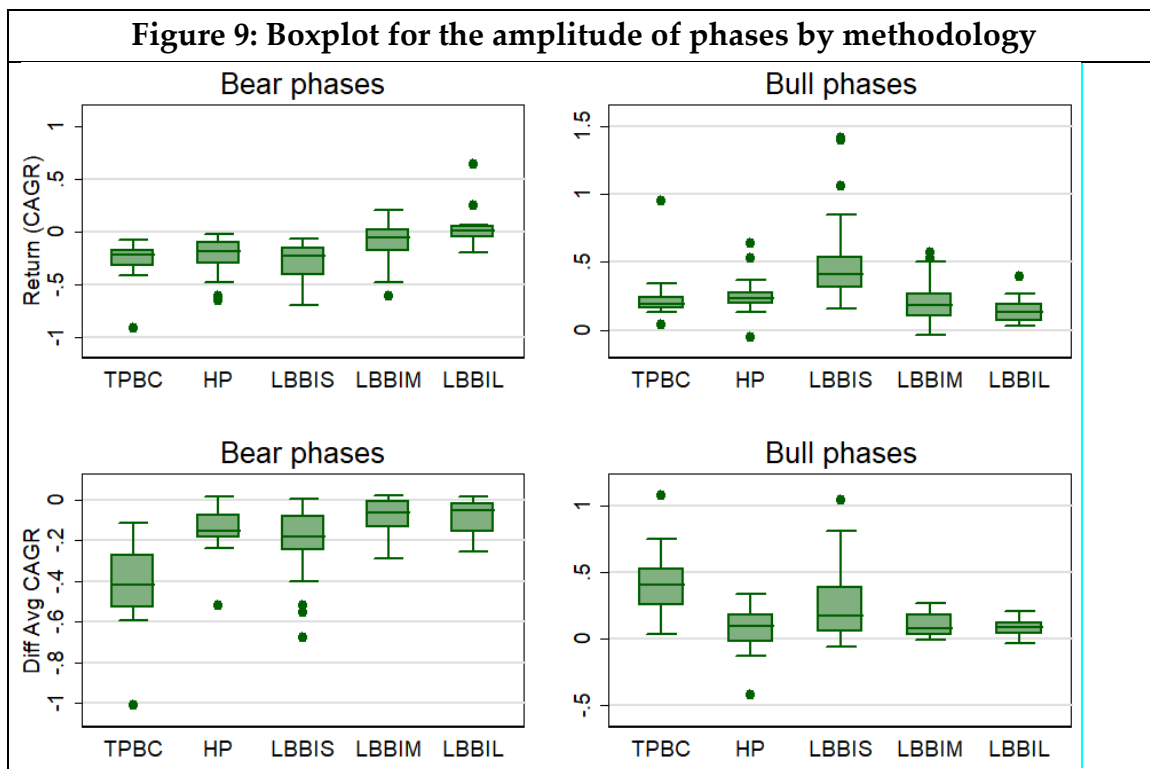 Figure 9: Boxplot for the amplitude of phases by methodology
Bear phases
Return (CAGR)
1
.5
0
-.5
-1
TPBC HP LBBIS LBBIM LBBIL
Bull phases
1.5
1
.5
0
TPBC HP LBBIS LBBIM LBBIL
Bear phases
Diff Avg CAGR
0
-.2
-.4
-.6
-.8
-1
TPBC HP LBBIS LBBIM LBBIL
Bull phases
1
.5
0
-.5
TPBC HP LBBIS LBBIM LBBIL